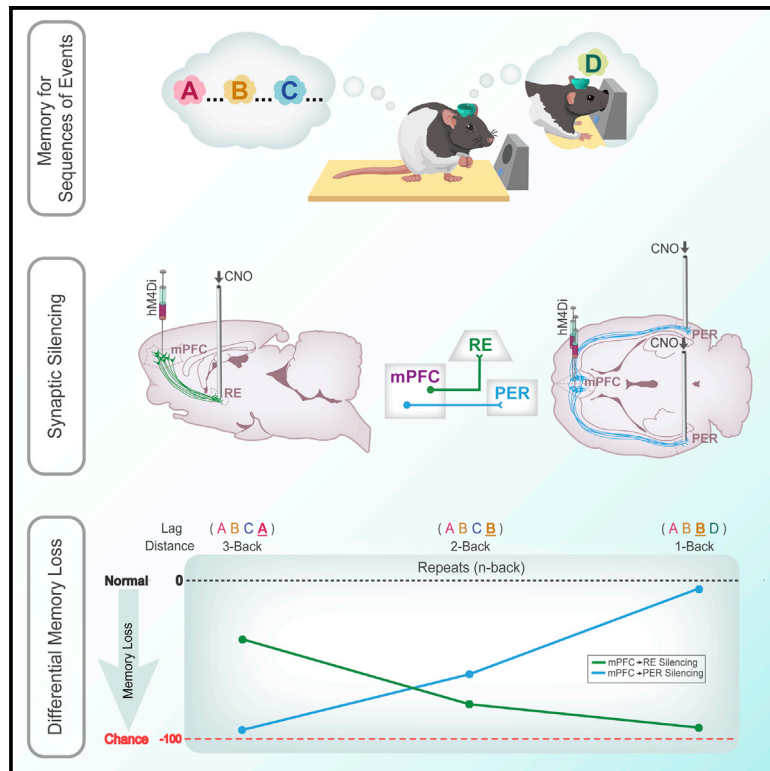 Memory for
Sequences of Events
A ... B ... C ...
D
Synaptic Silencing
hM4Di
CNO
mPFC
RE
RE
mPFC
PER
hM4Di
CNO
PER
CNO
mPFC
PER
Differential Memory Loss
Lag
Distance
( A B C A )
3-Back
( A B C B )
2-Back
( A B B D )
1-Back
Repeats (n-back)
Normal
0
Memory Loss
mPFC→RE Silencing
mPFC→PER Silencing
Chance
-100